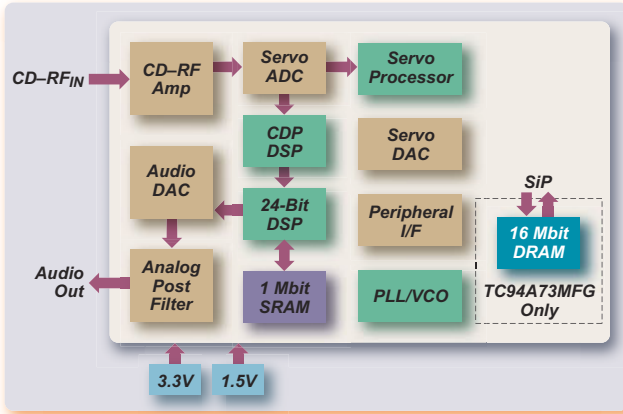 CD–RF
Amp
Servo
ADC
Servo
Processor
CD–RFIN
CDP
DSP
Servo
DAC
Audio
DAC
24-Bit
DSP
Peripheral
I/F
SiP
16 Mbit
DRAM
Audio
Out
Analog
Post
Filter
1 Mbit
SRAM
PLL/VCO
TC94A73MFG
Only
3.3V
1.5V